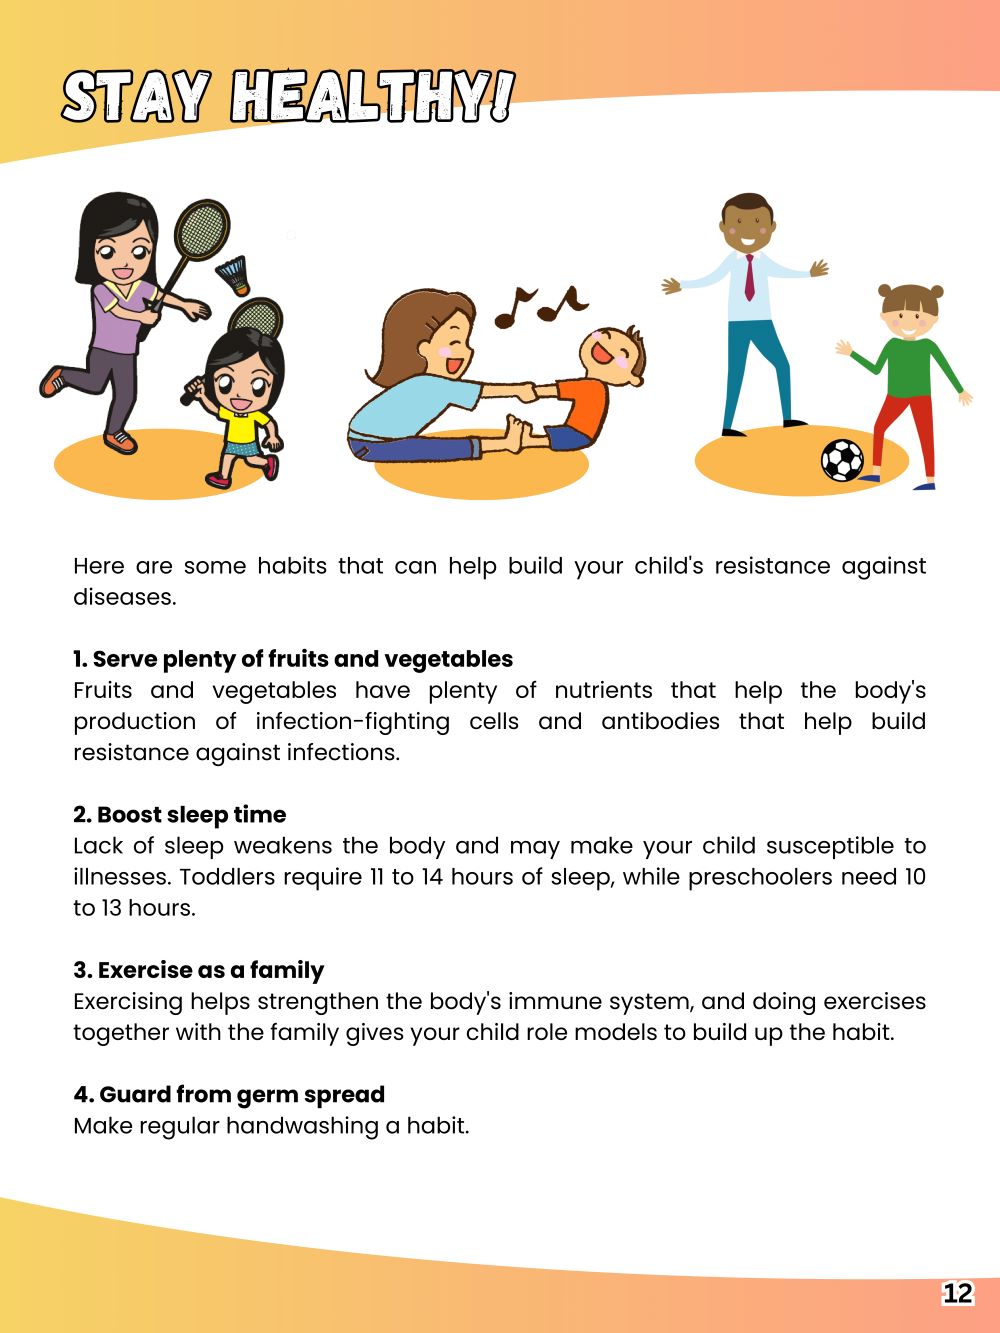 STAY HEALTHY!
Here are some habits that can help build your child's resistance against
diseases.
1. Serve plenty of fruits and vegetables
Fruits and vegetables have plenty of nutrients that help the body's
production of infection-fighting cells and antibodies that help build
resistance against infections.
2. Boost sleep time
Lack of sleep weakens the body and may make your child susceptible to
illnesses. Toddlers require 11 to 14 hours of sleep, while preschoolers need 10
to 13 hours.
3. Exercise as a family
Exercising helps strengthen the body's immune system, and doing exercises
together with the family gives your child role models to build up the habit.
4. Guard from germ spread
Make regular handwashing a habit.
12